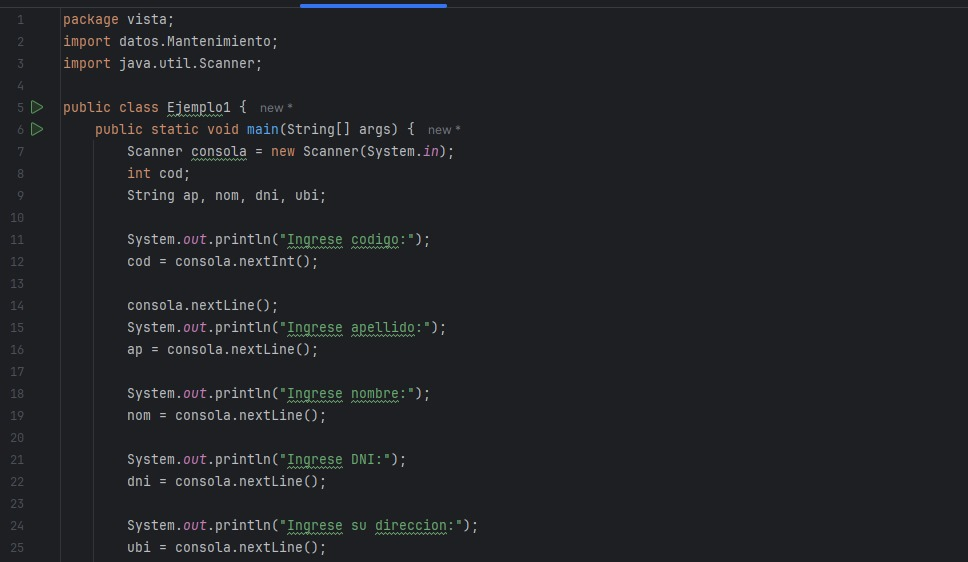 1 package vista;
2 import datos.Mantenimiento;
3 import java.util.Scanner;
4
5 public class Ejemplo1 { new *
6 public static void main(String[] args) { new *
7 Scanner consola = new Scanner(System.in);
8 int cod;
9 String ap, nom, dni, ubi;
10
11 System.out.println("Ingrese codigo:");
12 cod = consola.nextInt();
13
14 consola.nextLine();
15 System.out.println("Ingrese apellido:");
16 ap = consola.nextLine();
17
18 System.out.println("Ingrese nombre:");
19 nom = consola.nextLine();
20
21 System.out.println("Ingrese DNI:");
22 dni = consola.nextLine();
23
24 System.out.println("Ingrese su direccion:");
25 ubi = consola.nextLine();